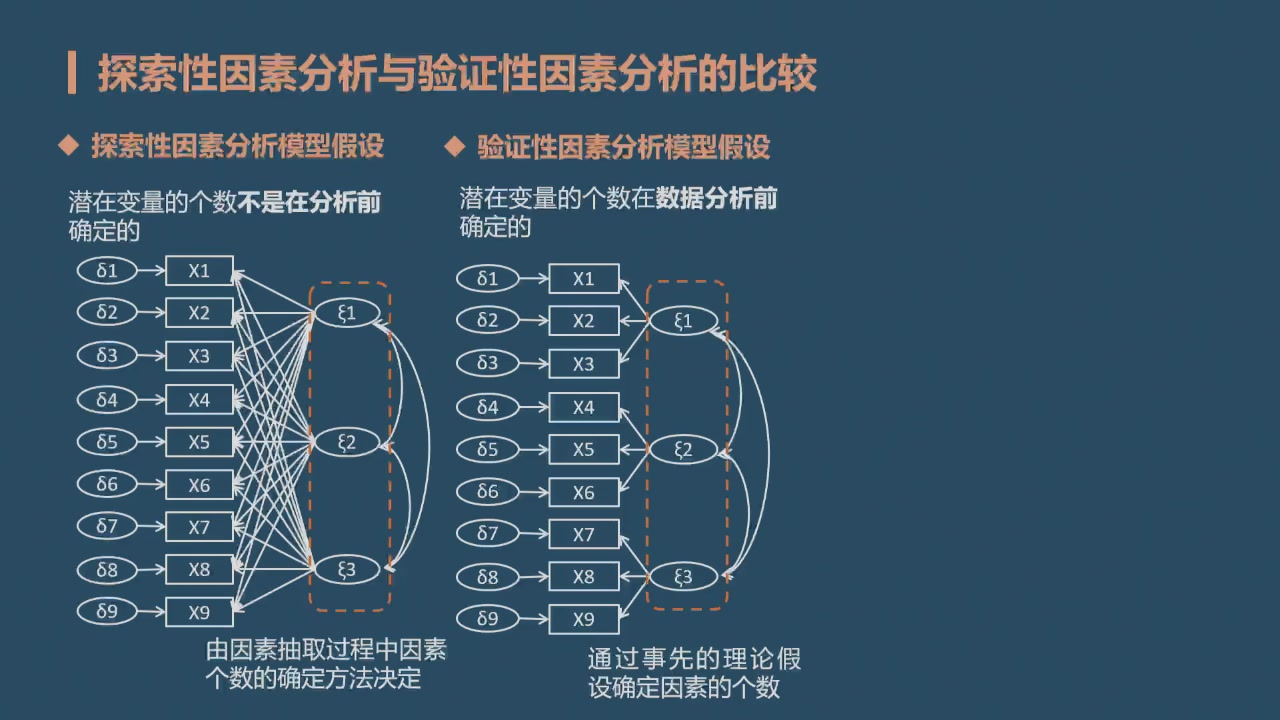 探索性因素分析与验证性因素分析的比较
◆ 探索性因素分析模型假设
潜在变量的个数不是在分析前
确定的
δ1 X1
δ2 X2
δ3 X3
δ4 X4
δ5 X5
δ6 X6
δ7 X7
δ8 X8
δ9 X9
ξ1
ξ2
ξ3
由因素抽取过程中因素
个数的确定方法决定
◆ 验证性因素分析模型假设
潜在变量的个数在数据分析前
确定的
δ1 X1
δ2 X2
δ3 X3
δ4 X4
δ5 X5
δ6 X6
δ7 X7
δ8 X8
δ9 X9
ξ1
ξ2
ξ3
通过事先的理论假
设确定因素的个数